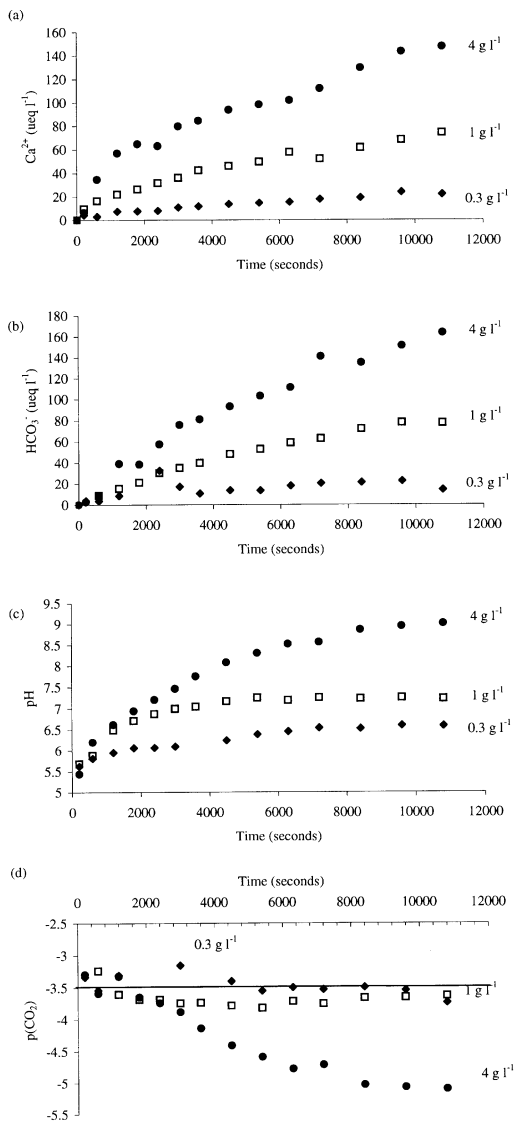 (a)
160
140
120
100
80
60
40
20
0
Ca²⁺ (ueq l⁻¹)
4 g l⁻¹
1 g l⁻¹
0.3 g l⁻¹
0 2000 4000 6000 8000 10000 12000
Time (seconds)
(b)
180
160
140
120
100
80
60
40
20
0
HCO₃⁻ (ueq l⁻¹)
4 g l⁻¹
1 g l⁻¹
0.3 g l⁻¹
0 2000 4000 6000 8000 10000 12000
Time (seconds)
(c)
9.5
9
8.5
8
7.5
7
6.5
6
5.5
5
pH
4 g l⁻¹
1 g l⁻¹
0.3 g l⁻¹
0 2000 4000 6000 8000 10000 12000
Time (seconds)
(d)
Time (seconds)
0 2000 4000 6000 8000 10000 12000
-2.5
-3
-3.5
-4
-4.5
-5
-5.5
p(CO₂)
0.3 g l⁻¹
1 g l⁻¹
4 g l⁻¹